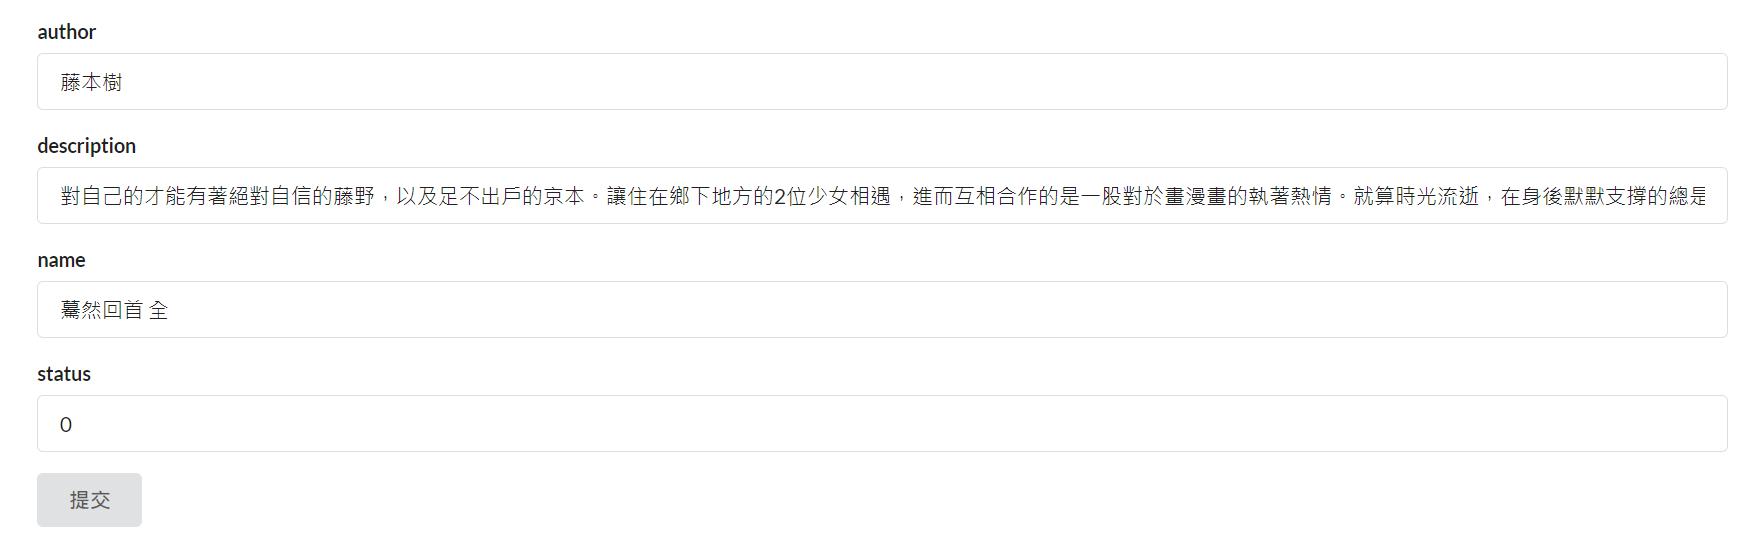 author
藤本樹
description
對自己的才能有著絕對自信的藤野，以及足不出戶的京本。讓住在鄉下地方的2位少女相遇，進而互相合作的是一股對於畫漫畫的執著熱情。就算時光流逝，在身後默默支撐的總是
name
驀然回首 全
status
0
提交